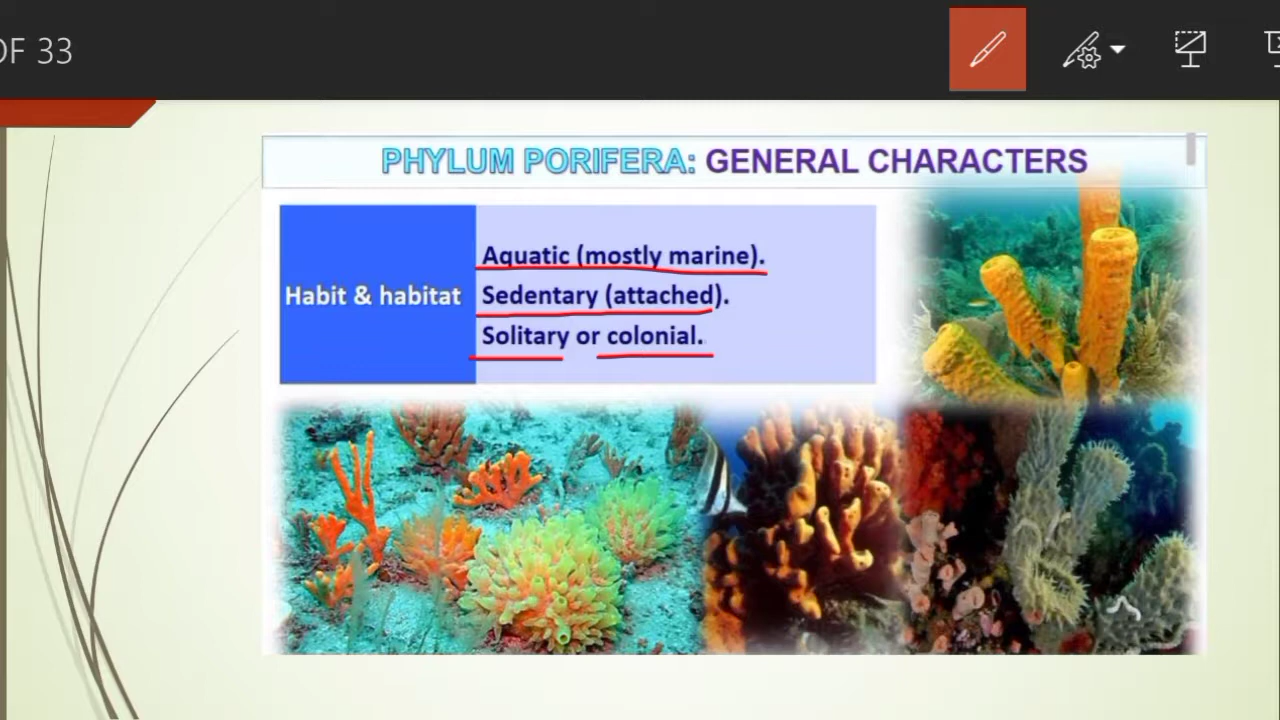 OF 33
PHYLUM PORIFERA: GENERAL CHARACTERS
Habit & habitat
Aquatic (mostly marine).
Sedentary (attached).
Solitary or colonial.